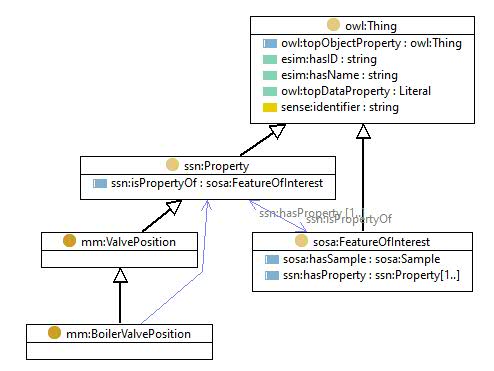 owl:Thing
owl:topObjectProperty : owl:Thing
esim:hasID : string
esim:hasName : string
owl:topDataProperty : Literal
sense:identifier : string
ssn:Property
ssn:isPropertyOf : sosa:FeatureOfInterest
ssn:hasProperty [1..]
ssn:isPropertyOf
mm:ValvePosition
sosa:FeatureOfInterest
sosa:hasSample : sosa:Sample
ssn:hasProperty : ssn:Property[1..]
mm:BoilerValvePosition